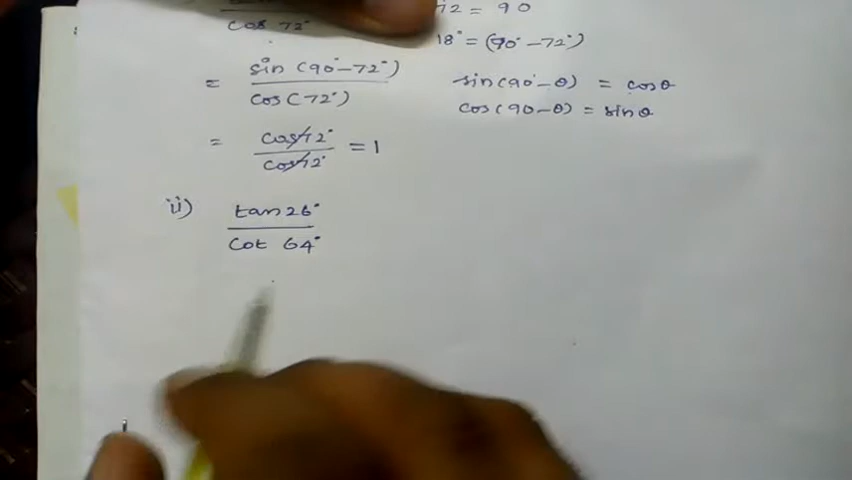 cos 72°
72 = 90
18° = (90° - 72°)
= sin (90° - 72°) / cos (72°)
sin (90° - θ) = cos θ
cos (90 - θ) = sin θ
= cos 72° / cos 72° = 1
ii) tan 26° / cot 64°